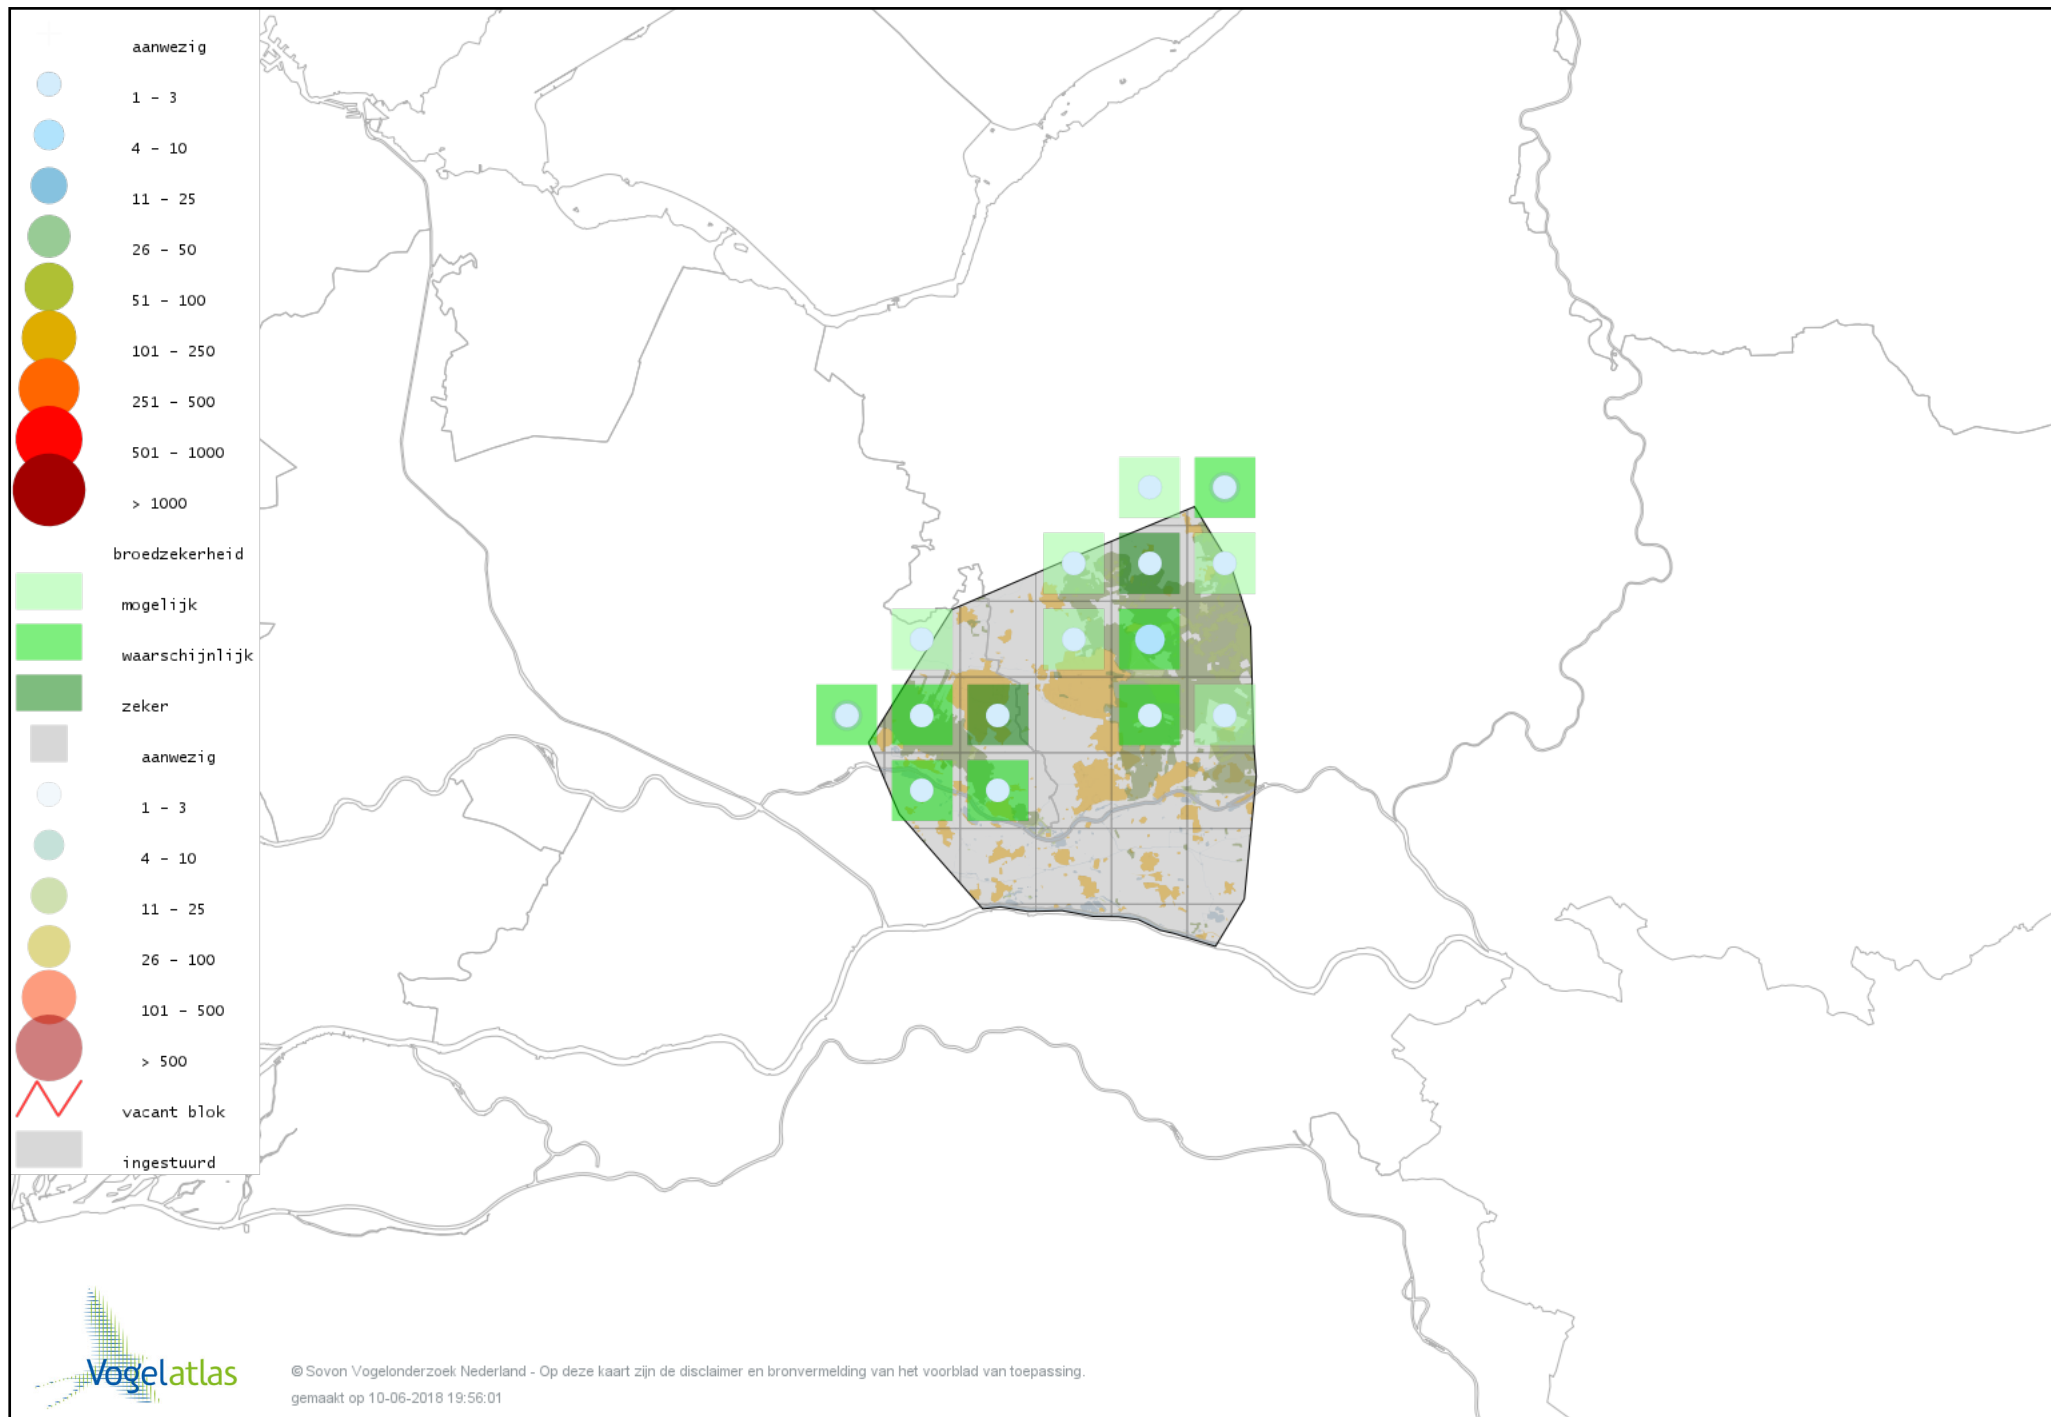 aanwezig
1 - 3
4 - 10
11 - 25
26 - 50
51 - 100
101 - 250
251 - 500
501 - 1000
> 1000
broedzekerheid
mogelijk
waarschijnlijk
zeker
aanwezig
1 - 3
4 - 10
11 - 25
26 - 100
101 - 500
> 500
vacant blok
ingestuurd
Vogelatlas
© Sovon Vogelonderzoek Nederland - Op deze kaart zijn de disclaimer en bronvermelding van het voorblad van toepassing.
gemaakt op 10-06-2018 19:56:01